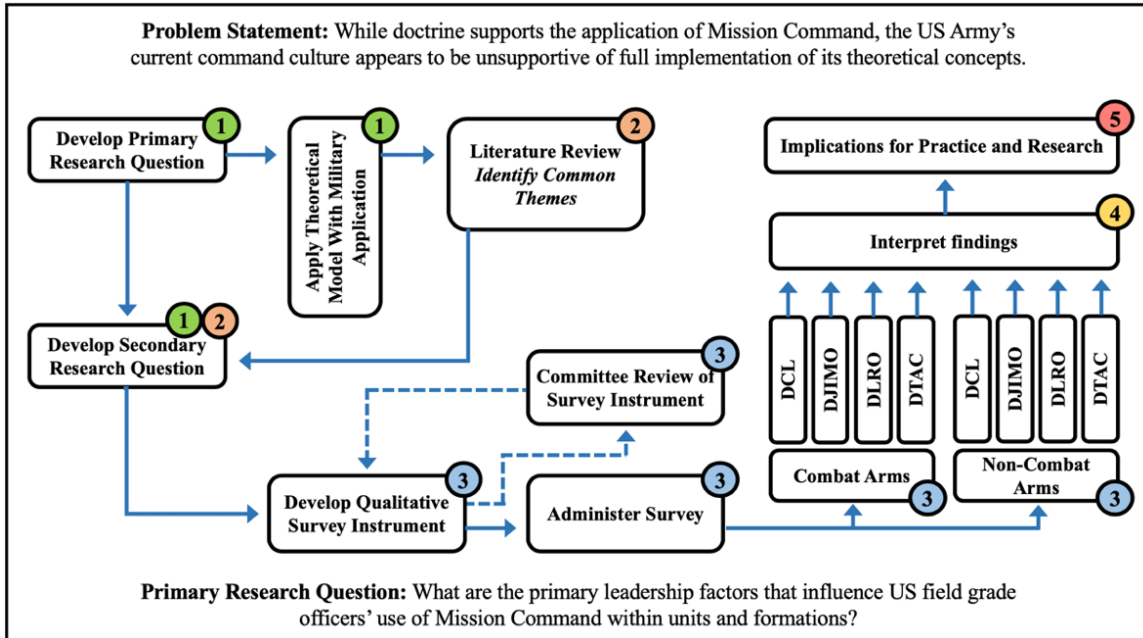 Problem Statement: While doctrine supports the application of Mission Command, the US Army's
current command culture appears to be unsupportive of full implementation of its theoretical concepts.
1
Develop Primary
Research Question
1
Apply Theoretical
Model With Military
Application
2
Literature Review
Identify Common
Themes
5
Implications for Practice and Research
4
Interpret findings
1
2
Develop Secondary
Research Question
3
Committee Review of
Survey Instrument
DCL
DJIMO
DLRO
DTAC
DCL
DJIMO
DLRO
DTAC
3
Develop Qualitative
Survey Instrument
3
Administer Survey
Combat Arms
3
Non-Combat
Arms
3
Primary Research Question: What are the primary leadership factors that influence US field grade
officers' use of Mission Command within units and formations?